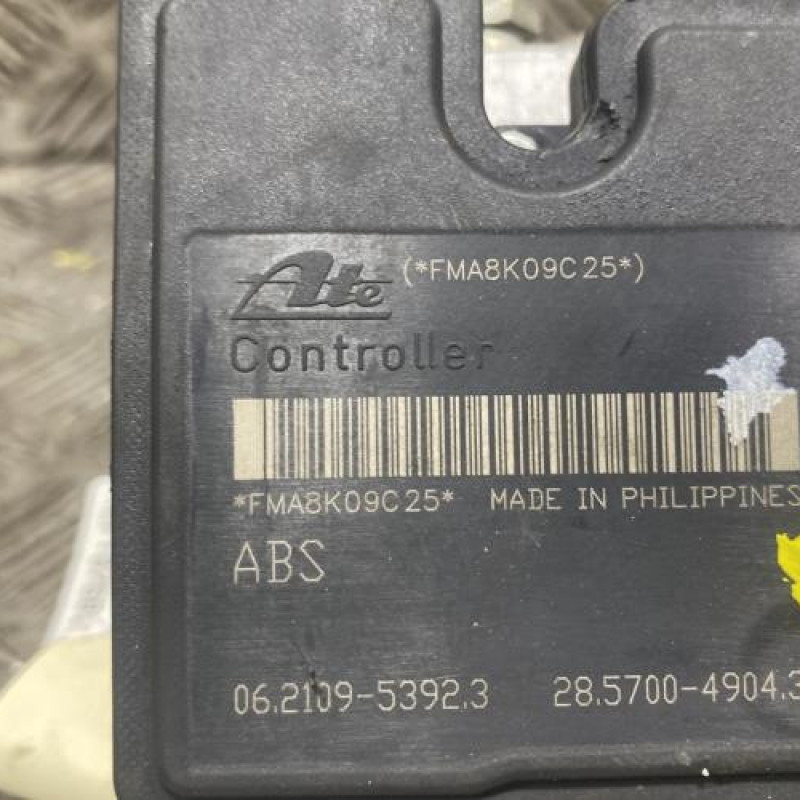 Ate (*FMA8K09C25*)
Controller
*FMA8K09C25* MADE IN PHILIPPINES
ABS
06.2109-5392.3 28.5700-4904.3